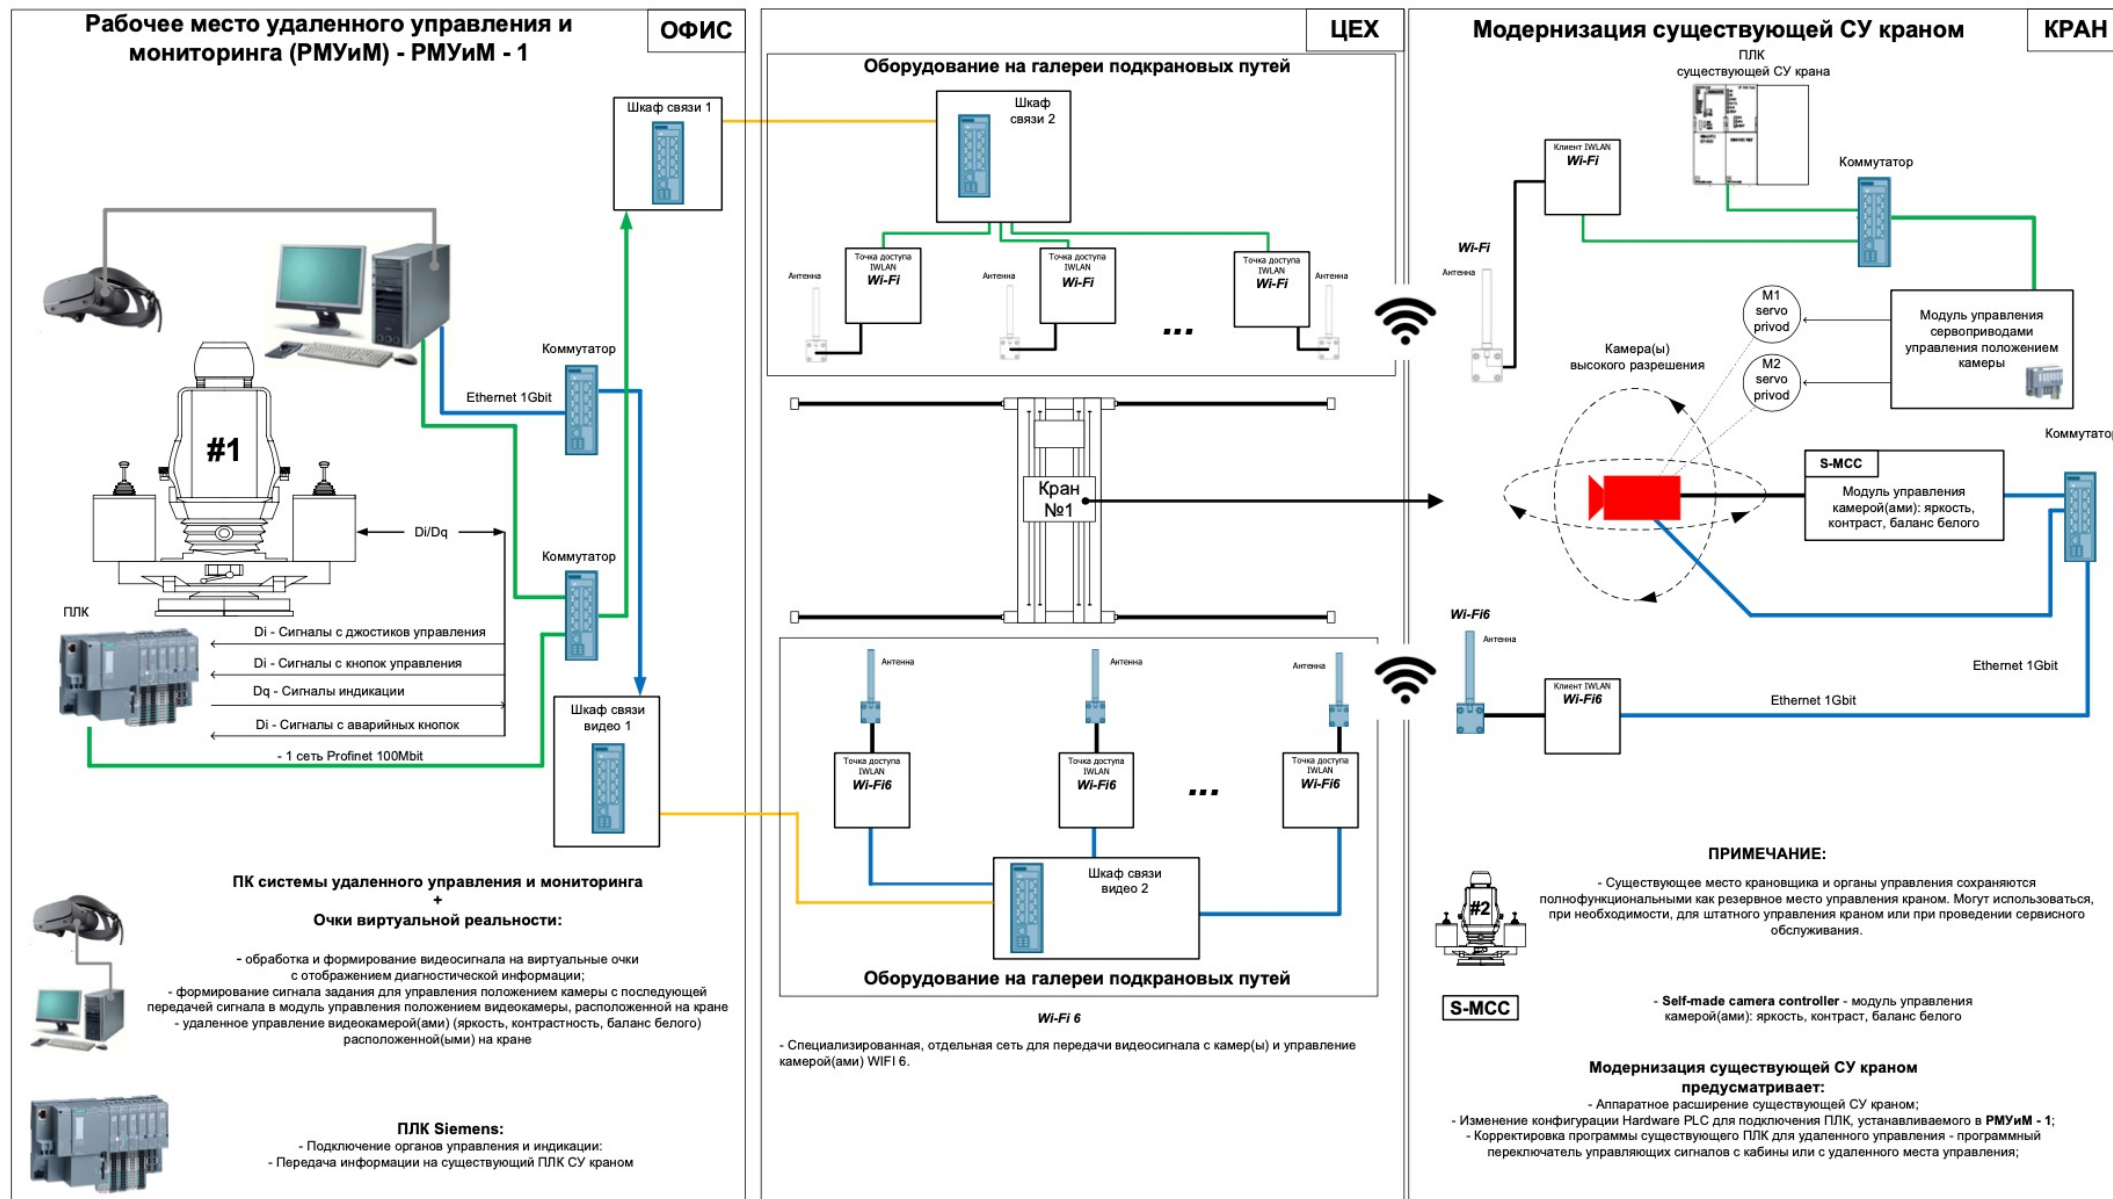 Рабочее место удаленного управления и
мониторинга (РМУиМ) - РМУиМ - 1
ОФИС
Шкаф связи 1
Коммутатор
Ethernet 1Gbit
#1
Di/Dq
Коммутатор
ПЛК
Di - Сигналы с джостиков управления
Di - Сигналы с кнопок управления
Dq - Сигналы индикации
Di - Сигналы с аварийных кнопок
- 1 сеть Profinet 100Mbit
Шкаф связи
видео 1
ПК системы удаленного управления и мониторинга
+
Очки виртуальной реальности:
- обработка и формирование видеосигнала на виртуальные очки
с отображением диагностической информации;
- формирование сигнала задания для управления положением камеры с последующей
передачей сигнала в модуль управления положением видеокамеры, расположенной на кране
- удаленное управление видеокамерой(ами) (яркость, контрастность, баланс белого)
расположенной(ыми) на кране
ПЛК Siemens:
- Подключение органов управления и индикации:
- Передача информации на существующий ПЛК СУ краном
ЦЕХ
Оборудование на галереи подкрановых путей
Шкаф
связи 2
Антенна
Точка доступа
IWLAN
Wi-Fi
Антенна
Точка доступа
IWLAN
Wi-Fi
...
Точка доступа
IWLAN
Wi-Fi
Антенна
Кран
№1
Антенна
Антенна
Антенна
Точка доступа
IWLAN
Wi-Fi6
Точка доступа
IWLAN
Wi-Fi6
...
Точка доступа
IWLAN
Wi-Fi6
Шкаф связи
видео 2
Оборудование на галереи подкрановых путей
Wi-Fi 6
- Специализированная, отдельная сеть для передачи видеосигнала с камер(ы) и управление
камерой(ами) WIFI 6.
Модернизация существующей СУ краном
КРАН
ПЛК
существующей СУ крана
Клиент IWLAN
Wi-Fi
Коммутатор
Wi-Fi
Антенна
M1
servo
privod
M2
servo
privod
Модуль управления
сервоприводами
управления положением
камеры
Камера(ы)
высокого разрешения
Коммутатор
S-MCC
Модуль управления
камерой(ами): яркость,
контраст, баланс белого
Wi-Fi6
Антенна
Клиент IWLAN
Wi-Fi6
Ethernet 1Gbit
Ethernet 1Gbit
ПРИМЕЧАНИЕ:
#2
- Существующее место крановщика и органы управления сохраняются
полнофункциональными как резервное место управления краном. Могут использоваться,
при необходимости, для штатного управления краном или при проведении сервисного
обслуживания.
S-MCC
- Self-made camera controller - модуль управления
камерой(ами): яркость, контраст, баланс белого
Модернизация существующей СУ краном
предусматривает:
- Аппаратное расширение существующей СУ краном;
- Изменение конфигурации Hardware PLC для подключения ПЛК, устанавливаемого в РМУиМ - 1;
- Корректировка программы существующего ПЛК для удаленного управления - программный
переключатель управляющих сигналов с кабины или с удаленного места управления;